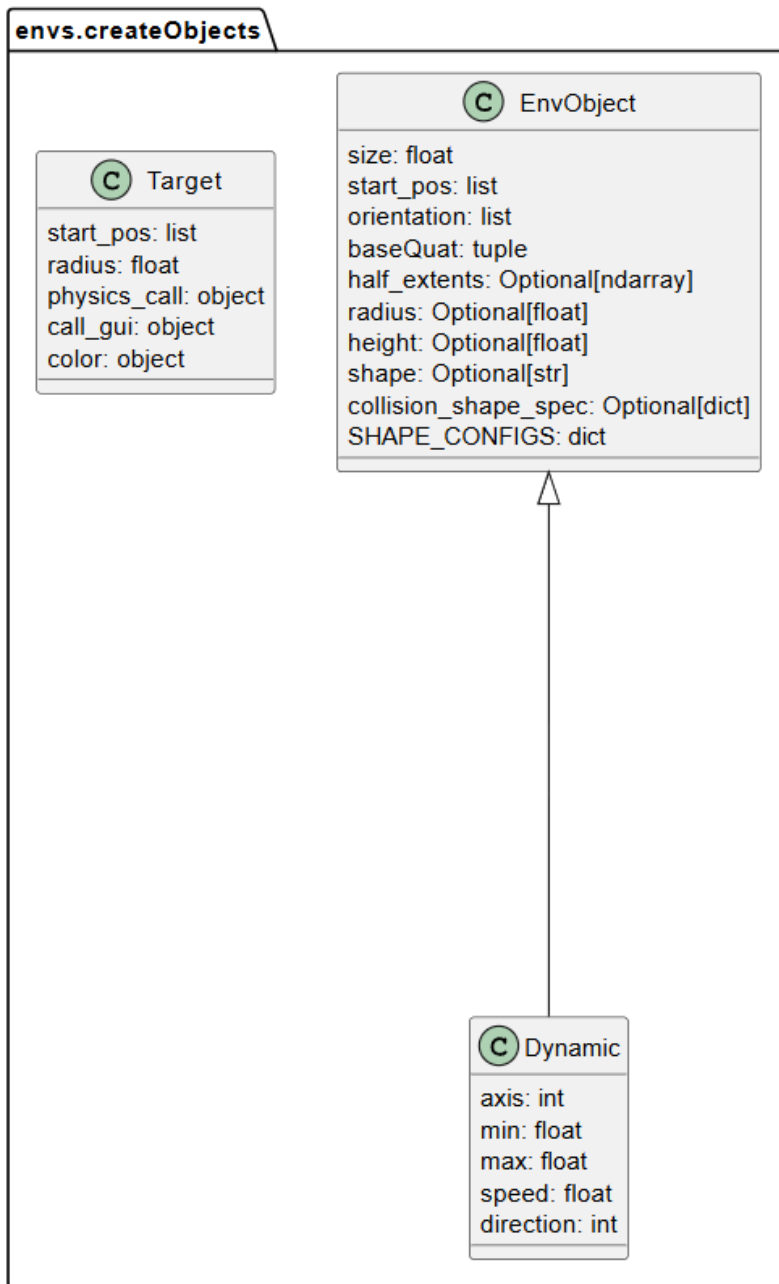 envs.createObjects
C EnvObject
size: float
start_pos: list
orientation: list
baseQuat: tuple
half_extents: Optional[ndarray]
radius: Optional[float]
height: Optional[float]
shape: Optional[str]
collision_shape_spec: Optional[dict]
SHAPE_CONFIGS: dict
C Target
start_pos: list
radius: float
physics_call: object
call_gui: object
color: object
C Dynamic
axis: int
min: float
max: float
speed: float
direction: int